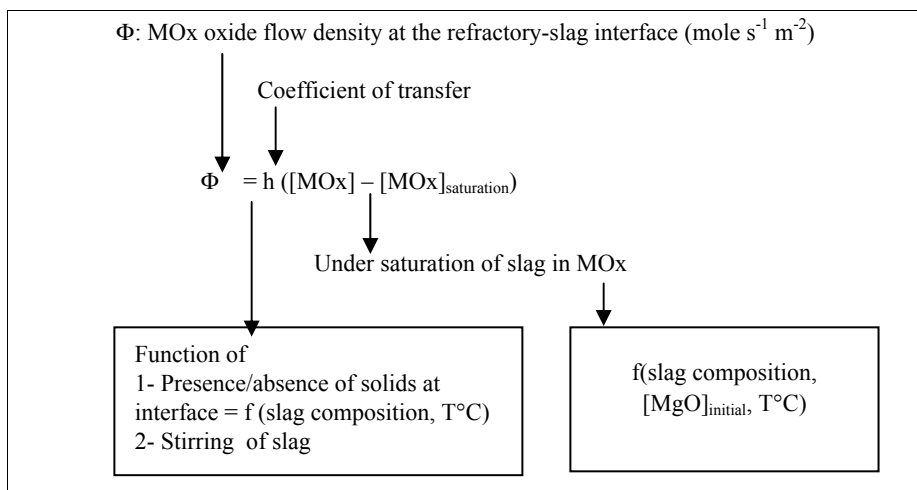 Φ: MOx oxide flow density at the refractory-slag interface (mole s⁻¹ m⁻²)
Coefficient of transfer
Φ = h ([MOx] – [MOx]saturation)
Under saturation of slag in MOx
Function of
1- Presence/absence of solids at
interface = f (slag composition, T°C)
2- Stirring of slag
f(slag composition,
[MgO]initial, T°C)